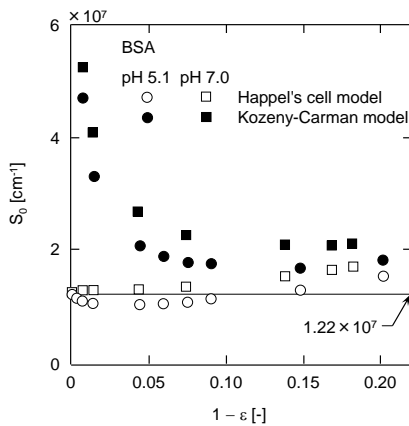 × 10⁷
6
4
2
0
S₀ [cm⁻¹]
BSA
pH 5.1 pH 7.0
Happel's cell model
Kozeny-Carman model
1.22 × 10⁷
0 0.05 0.10 0.15 0.20
1 − ε [-]